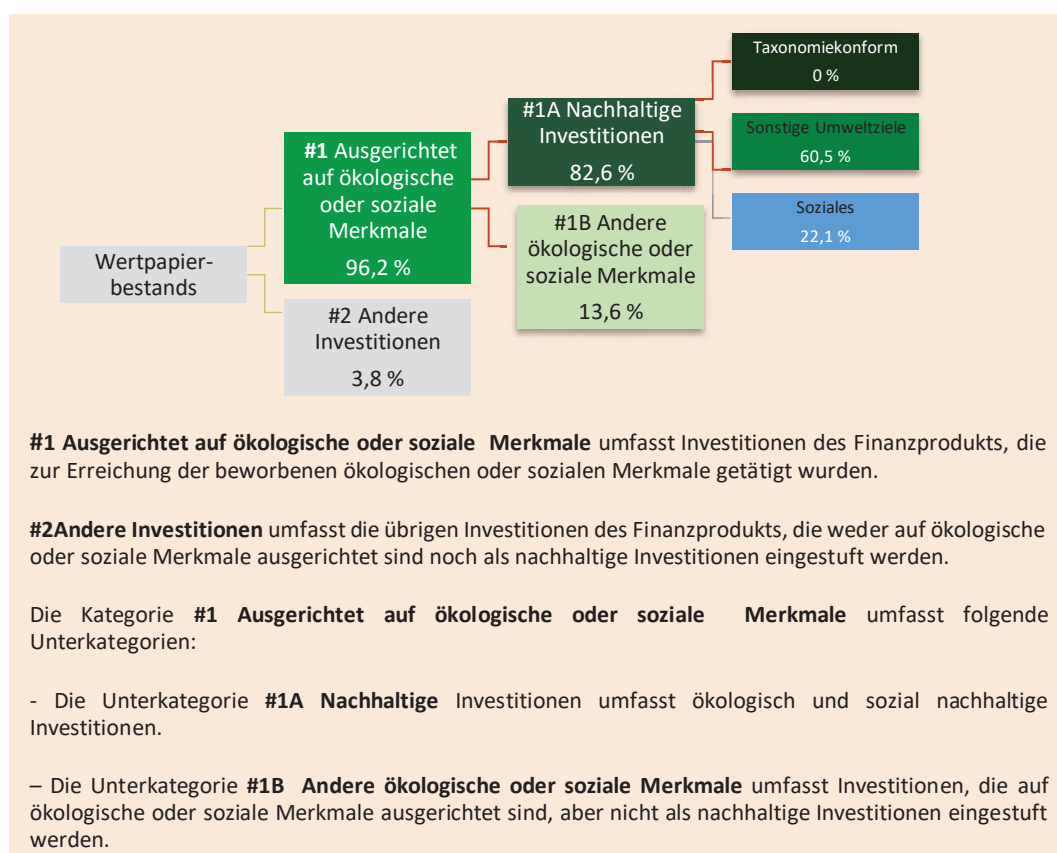 Taxonomiekonform
0 %
#1A Nachhaltige
Investitionen
82,6 %
Sonstige Umweltziele
60,5 %
#1 Ausgerichtet
auf ökologische
oder soziale
Merkmale
96,2 %
Soziales
22,1 %
#1B Andere
ökologische oder
soziale Merkmale
13,6 %
Wertpapier-
bestands
#2 Andere
Investitionen
3,8 %
#1 Ausgerichtet auf ökologische oder soziale Merkmale umfasst Investitionen des Finanzprodukts, die
zur Erreichung der beworbenen ökologischen oder sozialen Merkmale getätigt wurden.
#2Andere Investitionen umfasst die übrigen Investitionen des Finanzprodukts, die weder auf ökologische
oder soziale Merkmale ausgerichtet sind noch als nachhaltige Investitionen eingestuft werden.
Die Kategorie #1 Ausgerichtet auf ökologische oder soziale Merkmale umfasst folgende
Unterkategorien:
- Die Unterkategorie #1A Nachhaltige Investitionen umfasst ökologisch und sozial nachhaltige
Investitionen.
– Die Unterkategorie #1B Andere ökologische oder soziale Merkmale umfasst Investitionen, die auf
ökologische oder soziale Merkmale ausgerichtet sind, aber nicht als nachhaltige Investitionen eingestuft
werden.